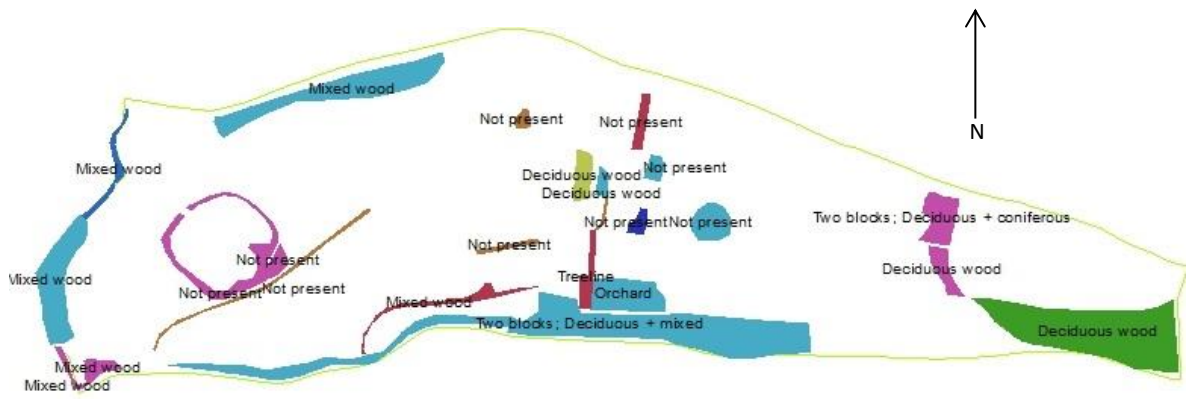 Mixed wood
Not present
Not present
N
Mixed wood
Deciduous wood
Not present
Deciduous wood
Not present
Not present
Two blocks; Deciduous + coniferous
Not present
Not present
Deciduous wood
Mixed wood
Treeline
Not present
Not present
Orchard
Mixed wood
Two blocks; Deciduous + mixed
Deciduous wood
Mixed wood
Mixed wood